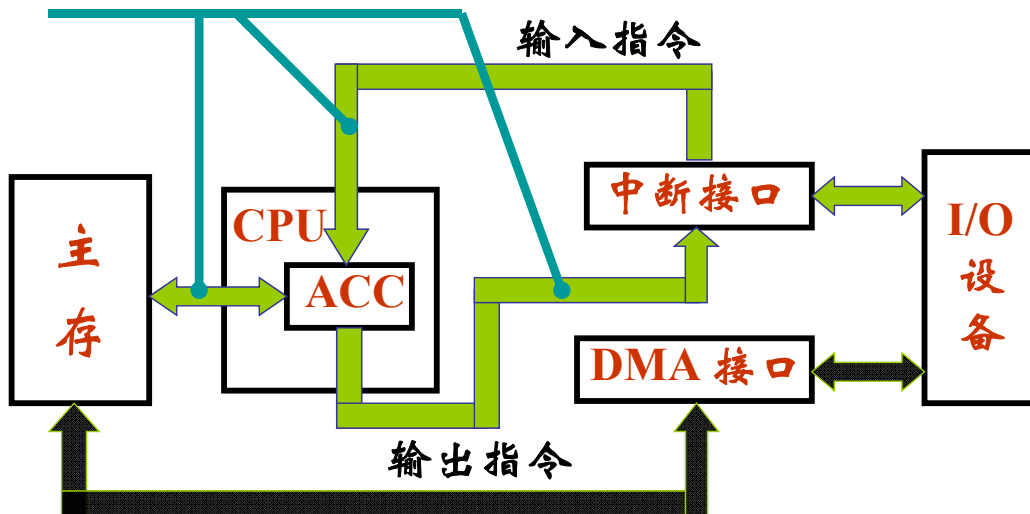 输入指令
中断接口
主
存
CPU
ACC
I/O
设
备
DMA 接口
输出指令